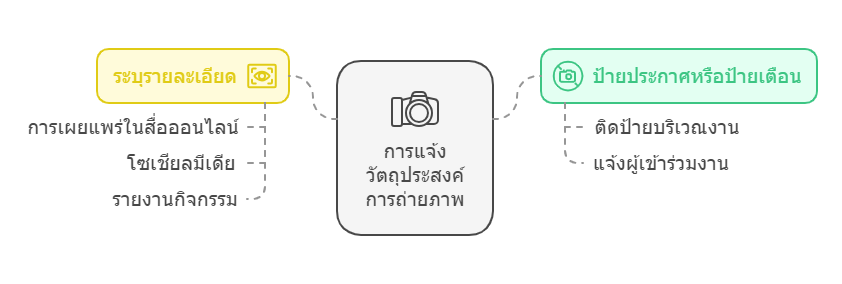 ระบุรายละเอียด
การเผยแพร่ในสื่อออนไลน์
โซเชียลมีเดีย
รายงานกิจกรรม
การแจ้ง
วัตถุประสงค์
การถ่ายภาพ
ป้ายประกาศหรือป้ายเตือน
ติดป้ายบริเวณงาน
แจ้งผู้เข้าร่วมงาน